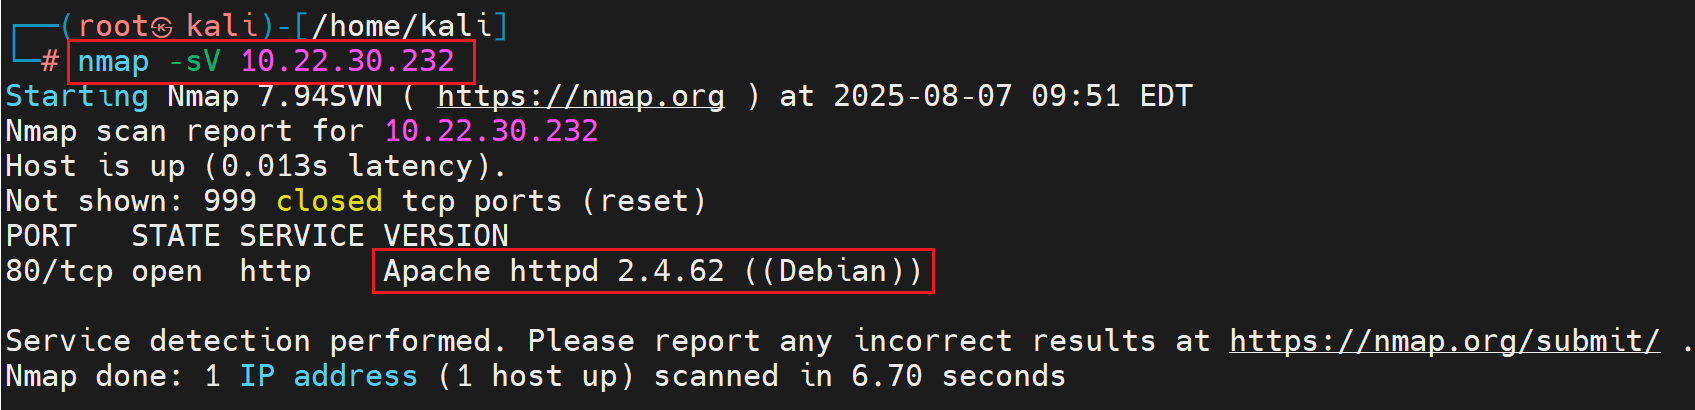 ┌──(root㉿kali)-[/home/kali]
└─# nmap -sV 10.22.30.232
Starting Nmap 7.94SVN ( https://nmap.org ) at 2025-08-07 09:51 EDT
Nmap scan report for 10.22.30.232
Host is up (0.013s latency).
Not shown: 999 closed tcp ports (reset)
PORT   STATE SERVICE VERSION
80/tcp open  http    Apache httpd 2.4.62 ((Debian))
Service detection performed. Please report any incorrect results at https://nmap.org/submit/ .
Nmap done: 1 IP address (1 host up) scanned in 6.70 seconds